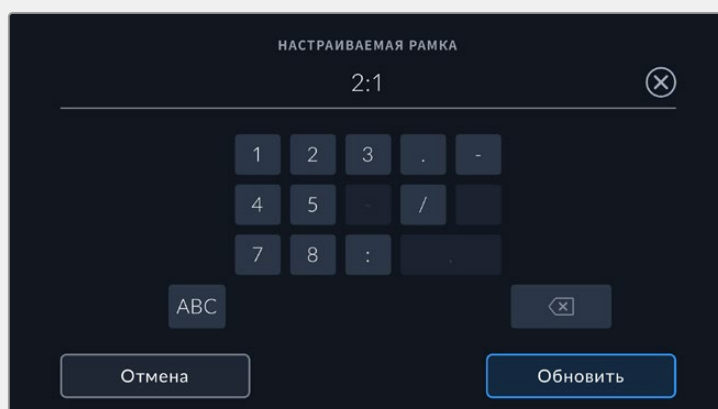 НАСТРАИВАЕМАЯ РАМКА
2:1
1 2 3 . -
4 5 /
7 8 :
ABC
Отмена Обновить